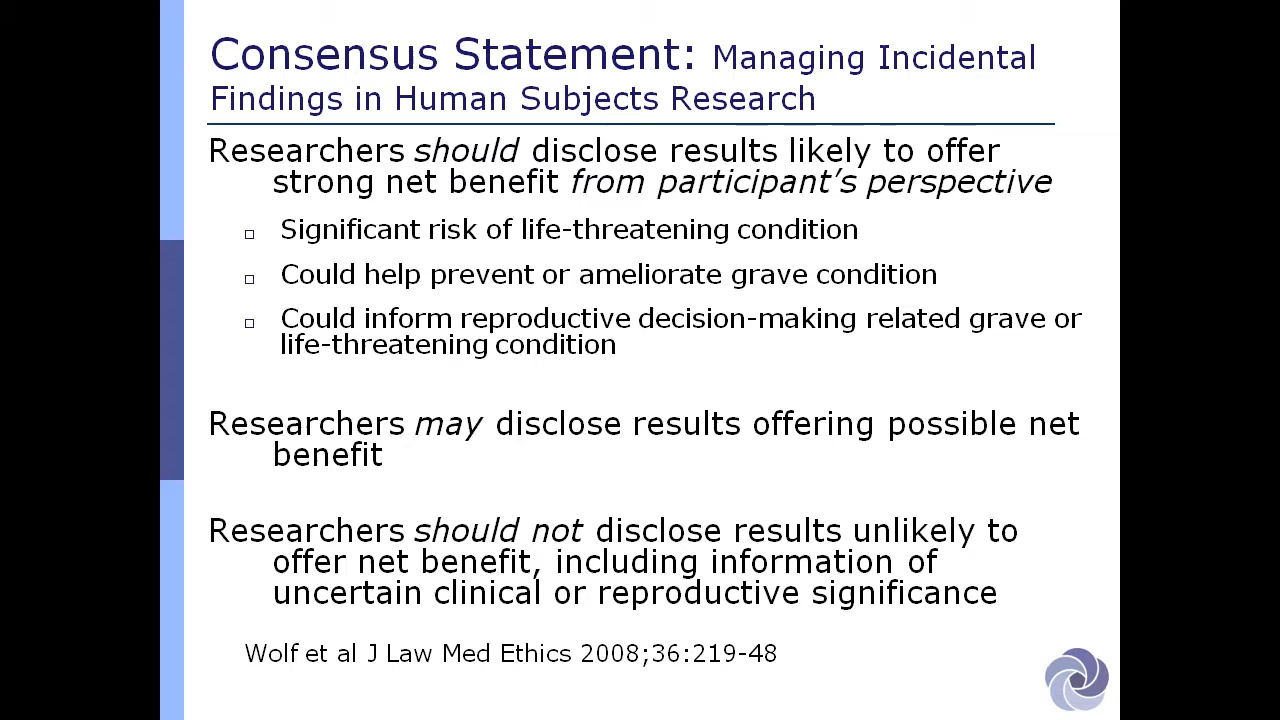 Consensus Statement: Managing Incidental
Findings in Human Subjects Research
Researchers should disclose results likely to offer
strong net benefit from participant’s perspective
Significant risk of life-threatening condition
Could help prevent or ameliorate grave condition
Could inform reproductive decision-making related grave or
life-threatening condition
Researchers may disclose results offering possible net
benefit
Researchers should not disclose results unlikely to
offer net benefit, including information of
uncertain clinical or reproductive significance
Wolf et al J Law Med Ethics 2008;36:219-48